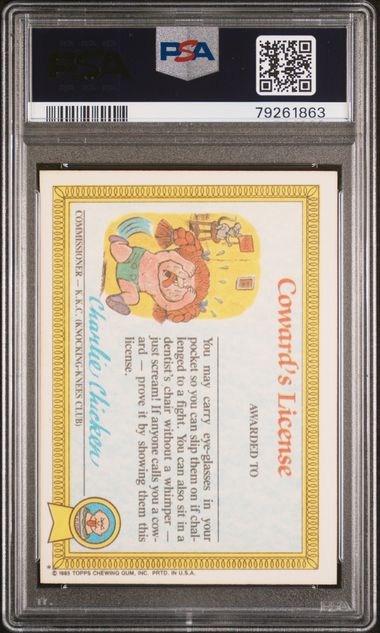 PSA
PSA
79261863
Coward's License
AWARDED TO
You may carry eye-glasses in your
pocket so you can slip them on if chal-
lenged to a fight. You can also sit in a
dentist's chair without a whimper —
just scream! If anyone calls you a cow-
ard — prove it by showing them this
license.
Charlie Chicken
COMMISSIONER — K.K.C. (KNOCKING-KNEES CLUB)
* © 1985 TOPPS CHEWING GUM, INC. PRTD. IN U.S.A.